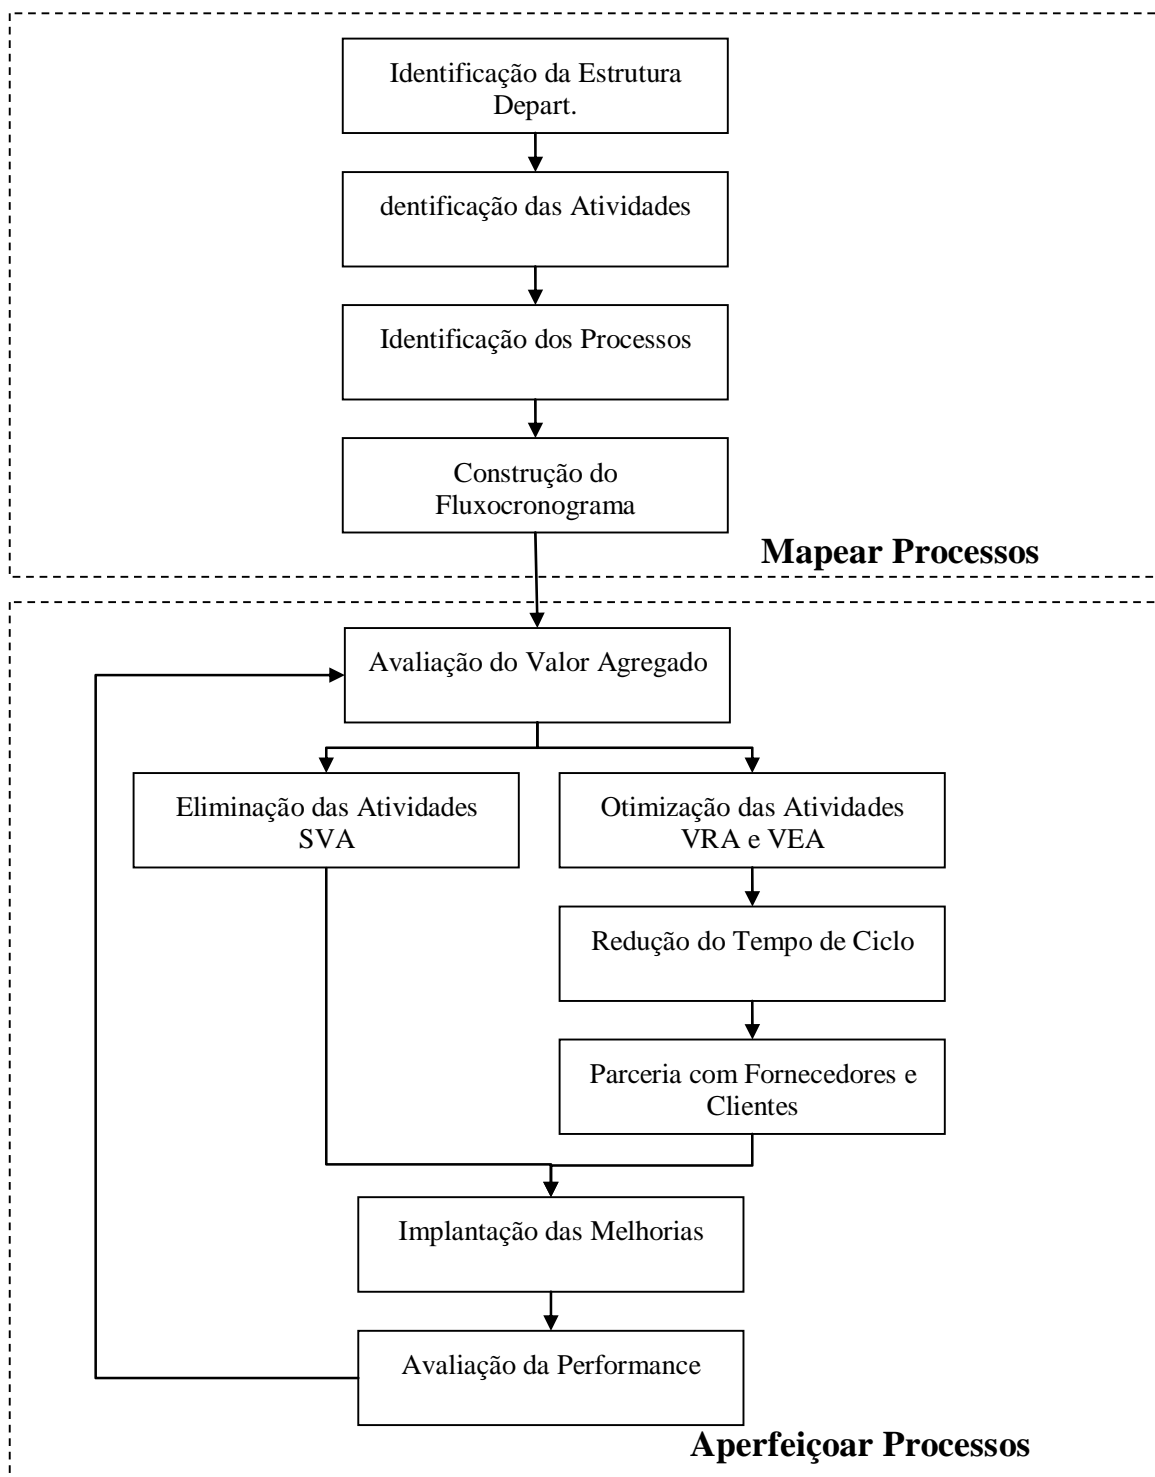 Identificação da Estrutura
Depart.
dentificação das Atividades
Identificação dos Processos
Construção do
Fluxocronograma
Mapear Processos
Avaliação do Valor Agregado
Eliminação das Atividades
SVA
Otimização das Atividades
VRA e VEA
Redução do Tempo de Ciclo
Parceria com Fornecedores e
Clientes
Implantação das Melhorias
Avaliação da Performance
Aperfeiçoar Processos